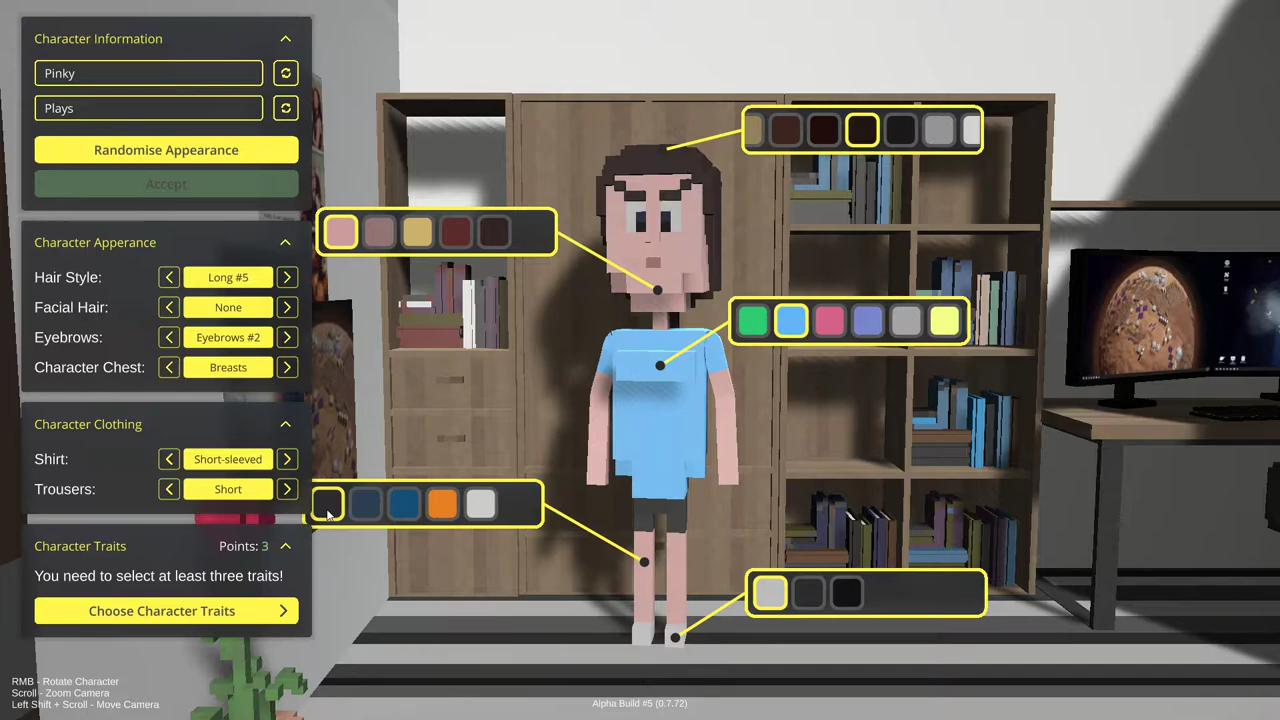 Character Information
Pinky
Plays
Randomise Appearance
Accept
Character Apperance
Hair Style:
Long #5
Facial Hair:
None
Eyebrows:
Eyebrows #2
Character Chest:
Breasts
Character Clothing
Shirt:
Short-sleeved
Trousers:
Short
Character Traits
Points: 3
You need to select at least three traits!
Choose Character Traits
RMB - Rotate Character
Scroll - Zoom Camera
Left Shift + Scroll - Move Camera
Alpha Build #5 (0.7.72)